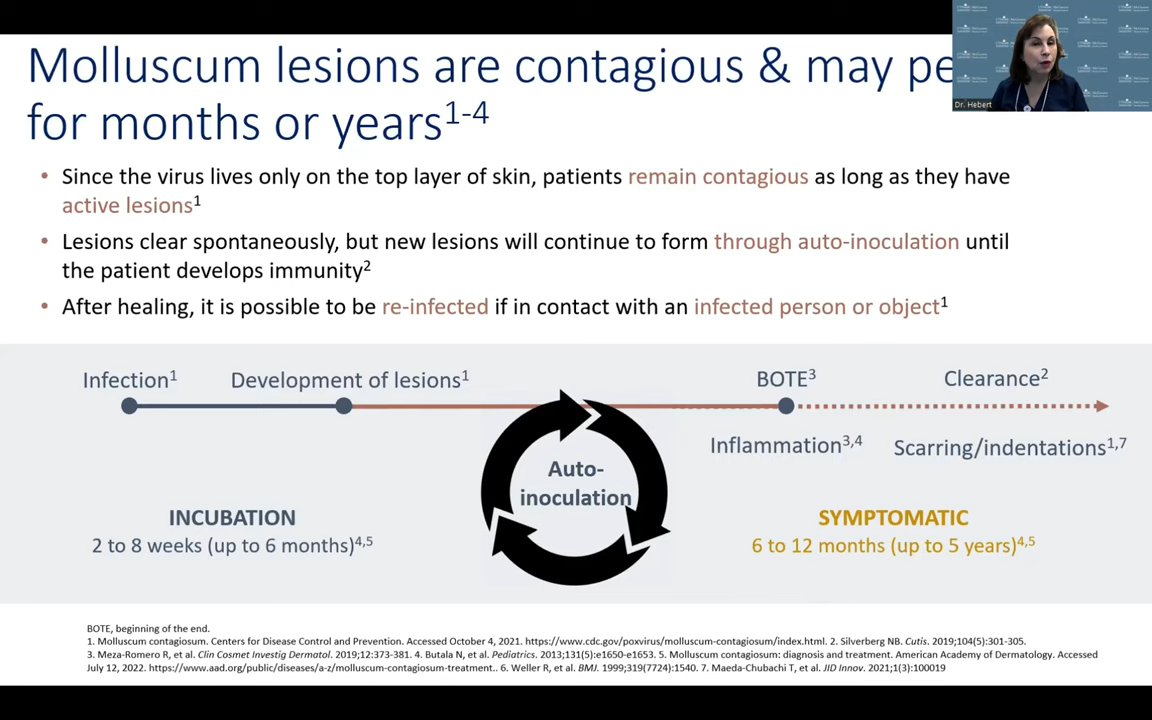 Molluscum lesions are contagious & may pe
for months or years1-4
Dr. Hebert
• Since the virus lives only on the top layer of skin, patients remain contagious as long as they have
active lesions1
• Lesions clear spontaneously, but new lesions will continue to form through auto-inoculation until
the patient develops immunity2
• After healing, it is possible to be re-infected if in contact with an infected person or object1
Infection1
Development of lesions1
BOTE3
Clearance2
Inflammation3,4
Scarring/indentations1,7
Auto-
inoculation
INCUBATION
2 to 8 weeks (up to 6 months)4,5
SYMPTOMATIC
6 to 12 months (up to 5 years)4,5
BOTE, beginning of the end.
1. Molluscum contagiosum. Centers for Disease Control and Prevention. Accessed October 4, 2021. https://www.cdc.gov/poxvirus/molluscum-contagiosum/index.html. 2. Silverberg NB. Cutis. 2019;104(5):301-305.
3. Meza-Romero R, et al. Clin Cosmet Investig Dermatol. 2019;12:373-381. 4. Butala N, et al. Pediatrics. 2013;131(5):e1650-e1653. 5. Molluscum contagiosum: diagnosis and treatment. American Academy of Dermatology. Accessed
July 12, 2022. https://www.aad.org/public/diseases/a-z/molluscum-contagiosum-treatment.. 6. Weller R, et al. BMJ. 1999;319(7224):1540. 7. Maeda-Chubachi T, et al. JID Innov. 2021;1(3):100019